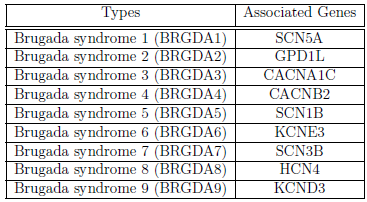 Types Associated Genes
Brugada syndrome 1 (BRGDA1) SCN5A
Brugada syndrome 2 (BRGDA2) GPD1L
Brugada syndrome 3 (BRGDA3) CACNA1C
Brugada syndrome 4 (BRGDA4) CACNB2
Brugada syndrome 5 (BRGDA5) SCN1B
Brugada syndrome 6 (BRGDA6) KCNE3
Brugada syndrome 7 (BRGDA7) SCN3B
Brugada syndrome 8 (BRGDA8) HCN4
Brugada syndrome 9 (BRGDA9) KCND3